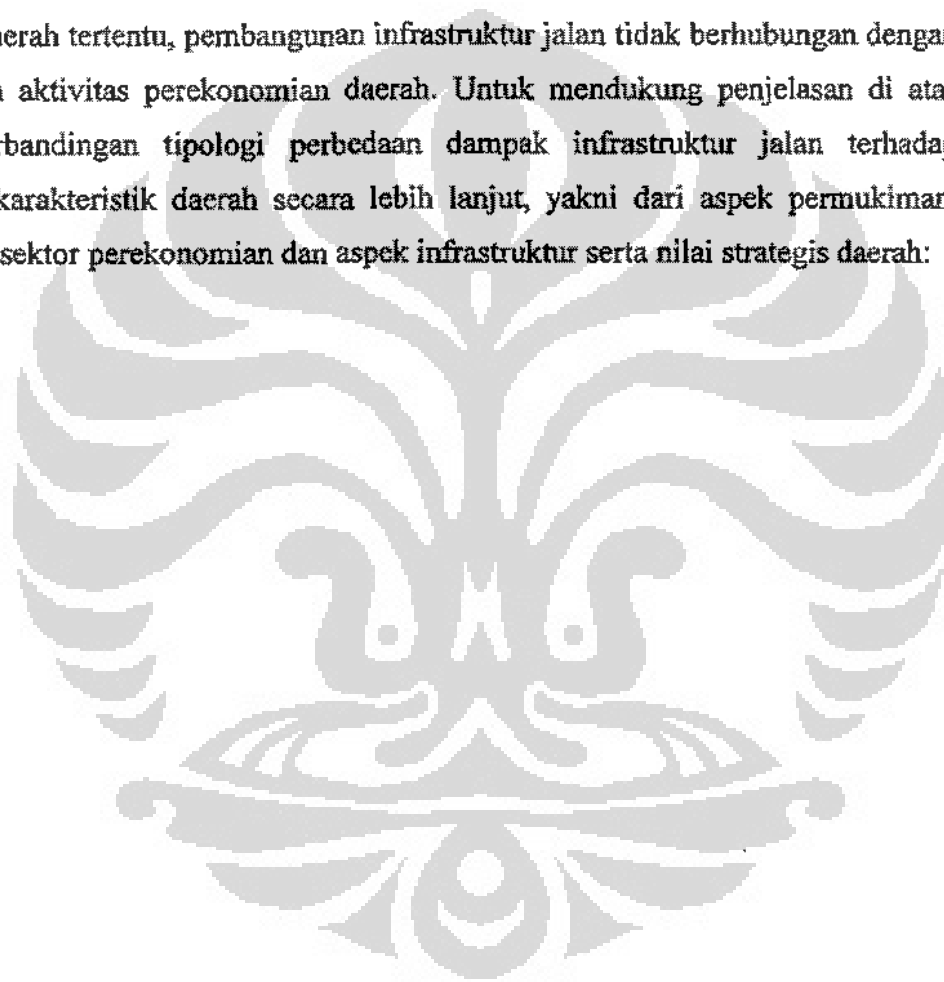 aerah tertentu, pembangunan infrastruktur jalan tidak berhubungan dengan
aktivitas perekonomian daerah. Untuk mendukung penjelasan di ata
rbandingan tipologi perbedaan dampak infrastruktur jalan terhada
karakteristik daerah secara lebih lanjut, yakni dari aspek permukiman
sektor perekonomian dan aspek infrastruktur serta nilai strategis daerah: